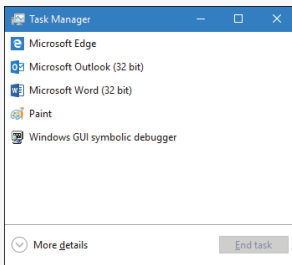 Task Manager
Microsoft Edge
Microsoft Outlook (32 bit)
Microsoft Word (32 bit)
Paint
Windows GUI symbolic debugger
More details
End task